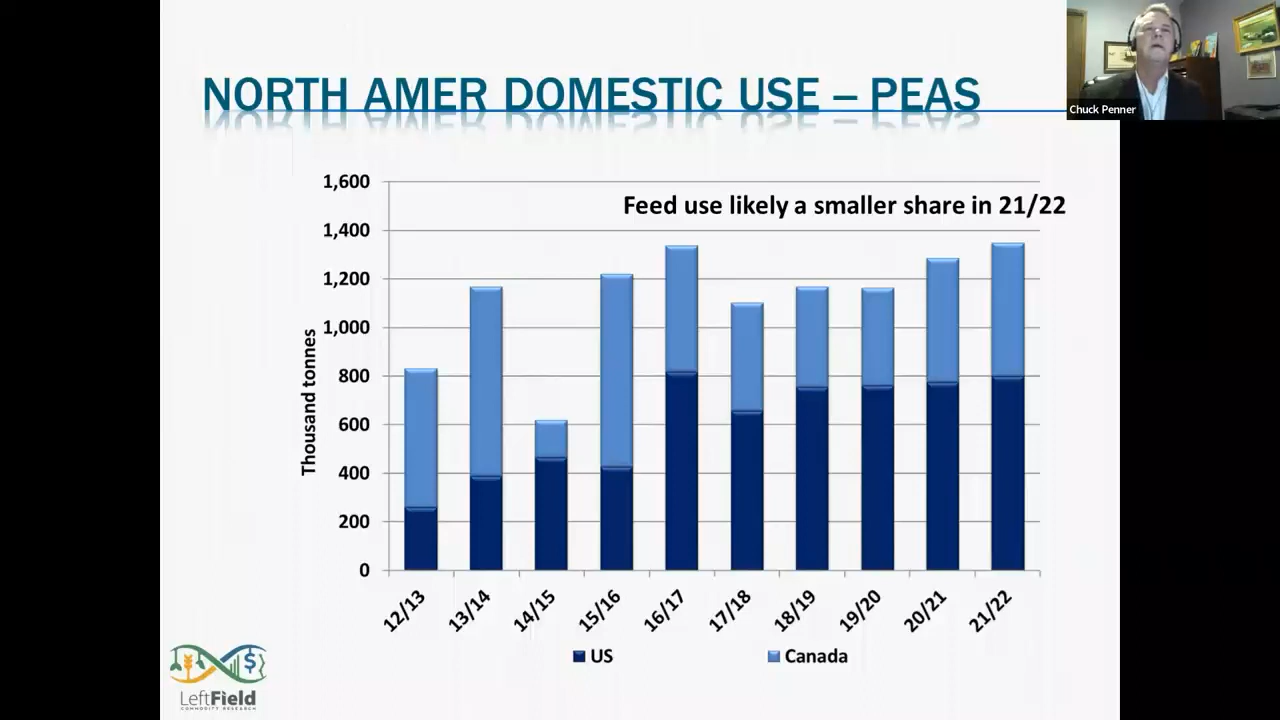 NORTH AMER DOMESTIC USE – PEAS
Chuck Penner
Feed use likely a smaller share in 21/22
Thousand tonnes
1,600
1,400
1,200
1,000
800
600
400
200
0
12/13
13/14
14/15
15/16
16/17
17/18
18/19
19/20
20/21
21/22
US
Canada
LeftField
COMMODITY RESEARCH